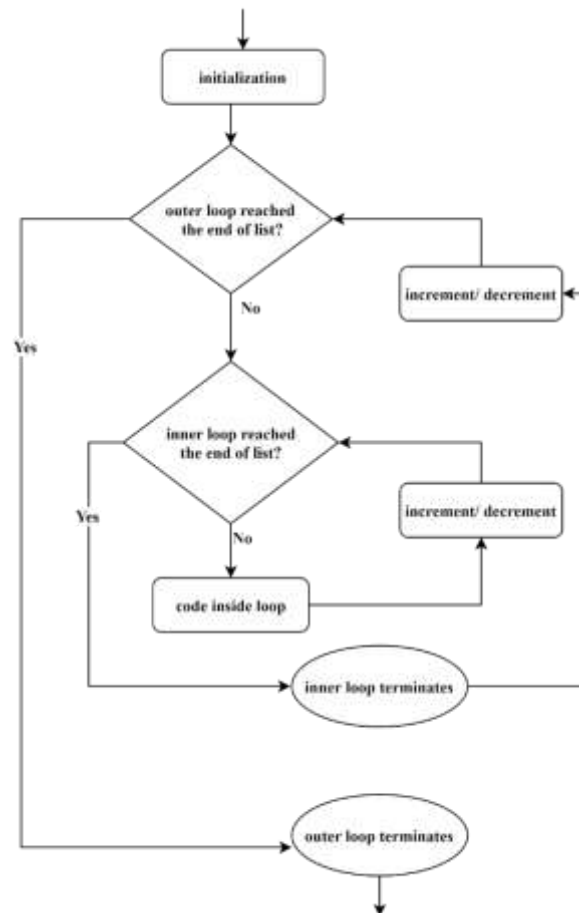 initialization
outer loop reached
the end of list?
increment/ decrement
No
Yes
inner loop reached
the end of list?
increment/ decrement
Yes
No
code inside loop
inner loop terminates
outer loop terminates